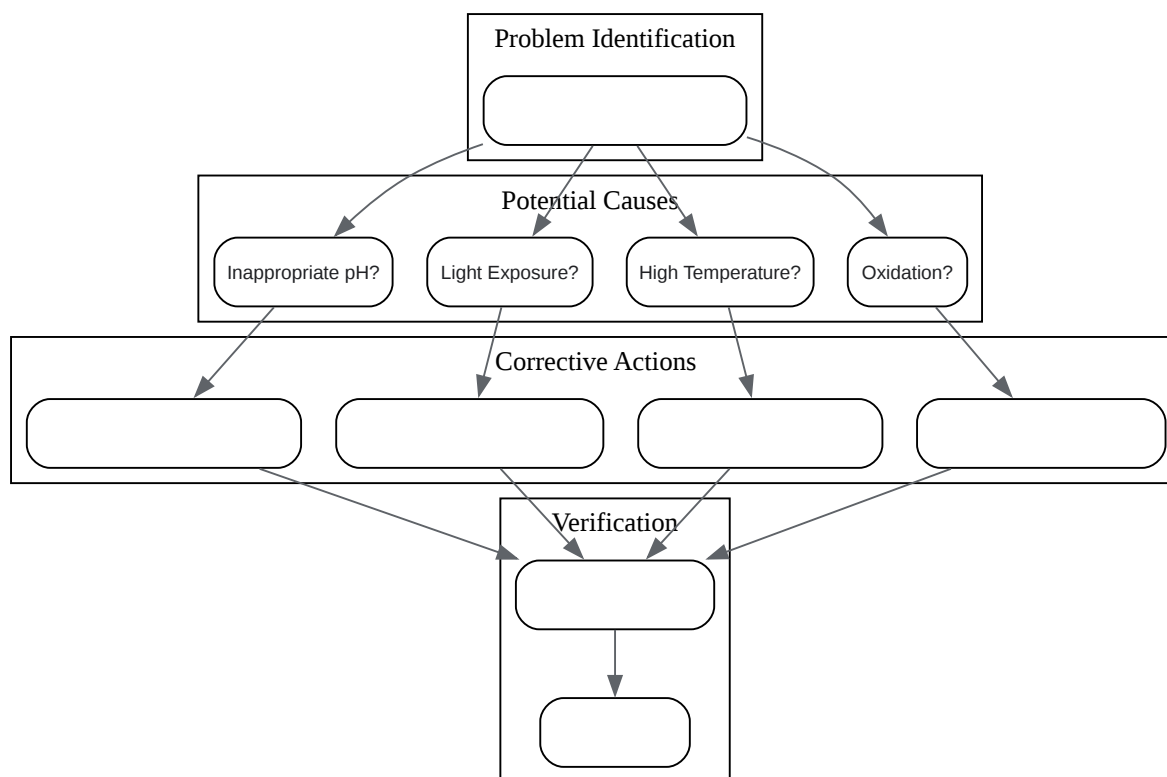 Problem Identification
Potential Causes
Inappropriate pH?
Light Exposure?
High Temperature?
Oxidation?
Corrective Actions
Verification